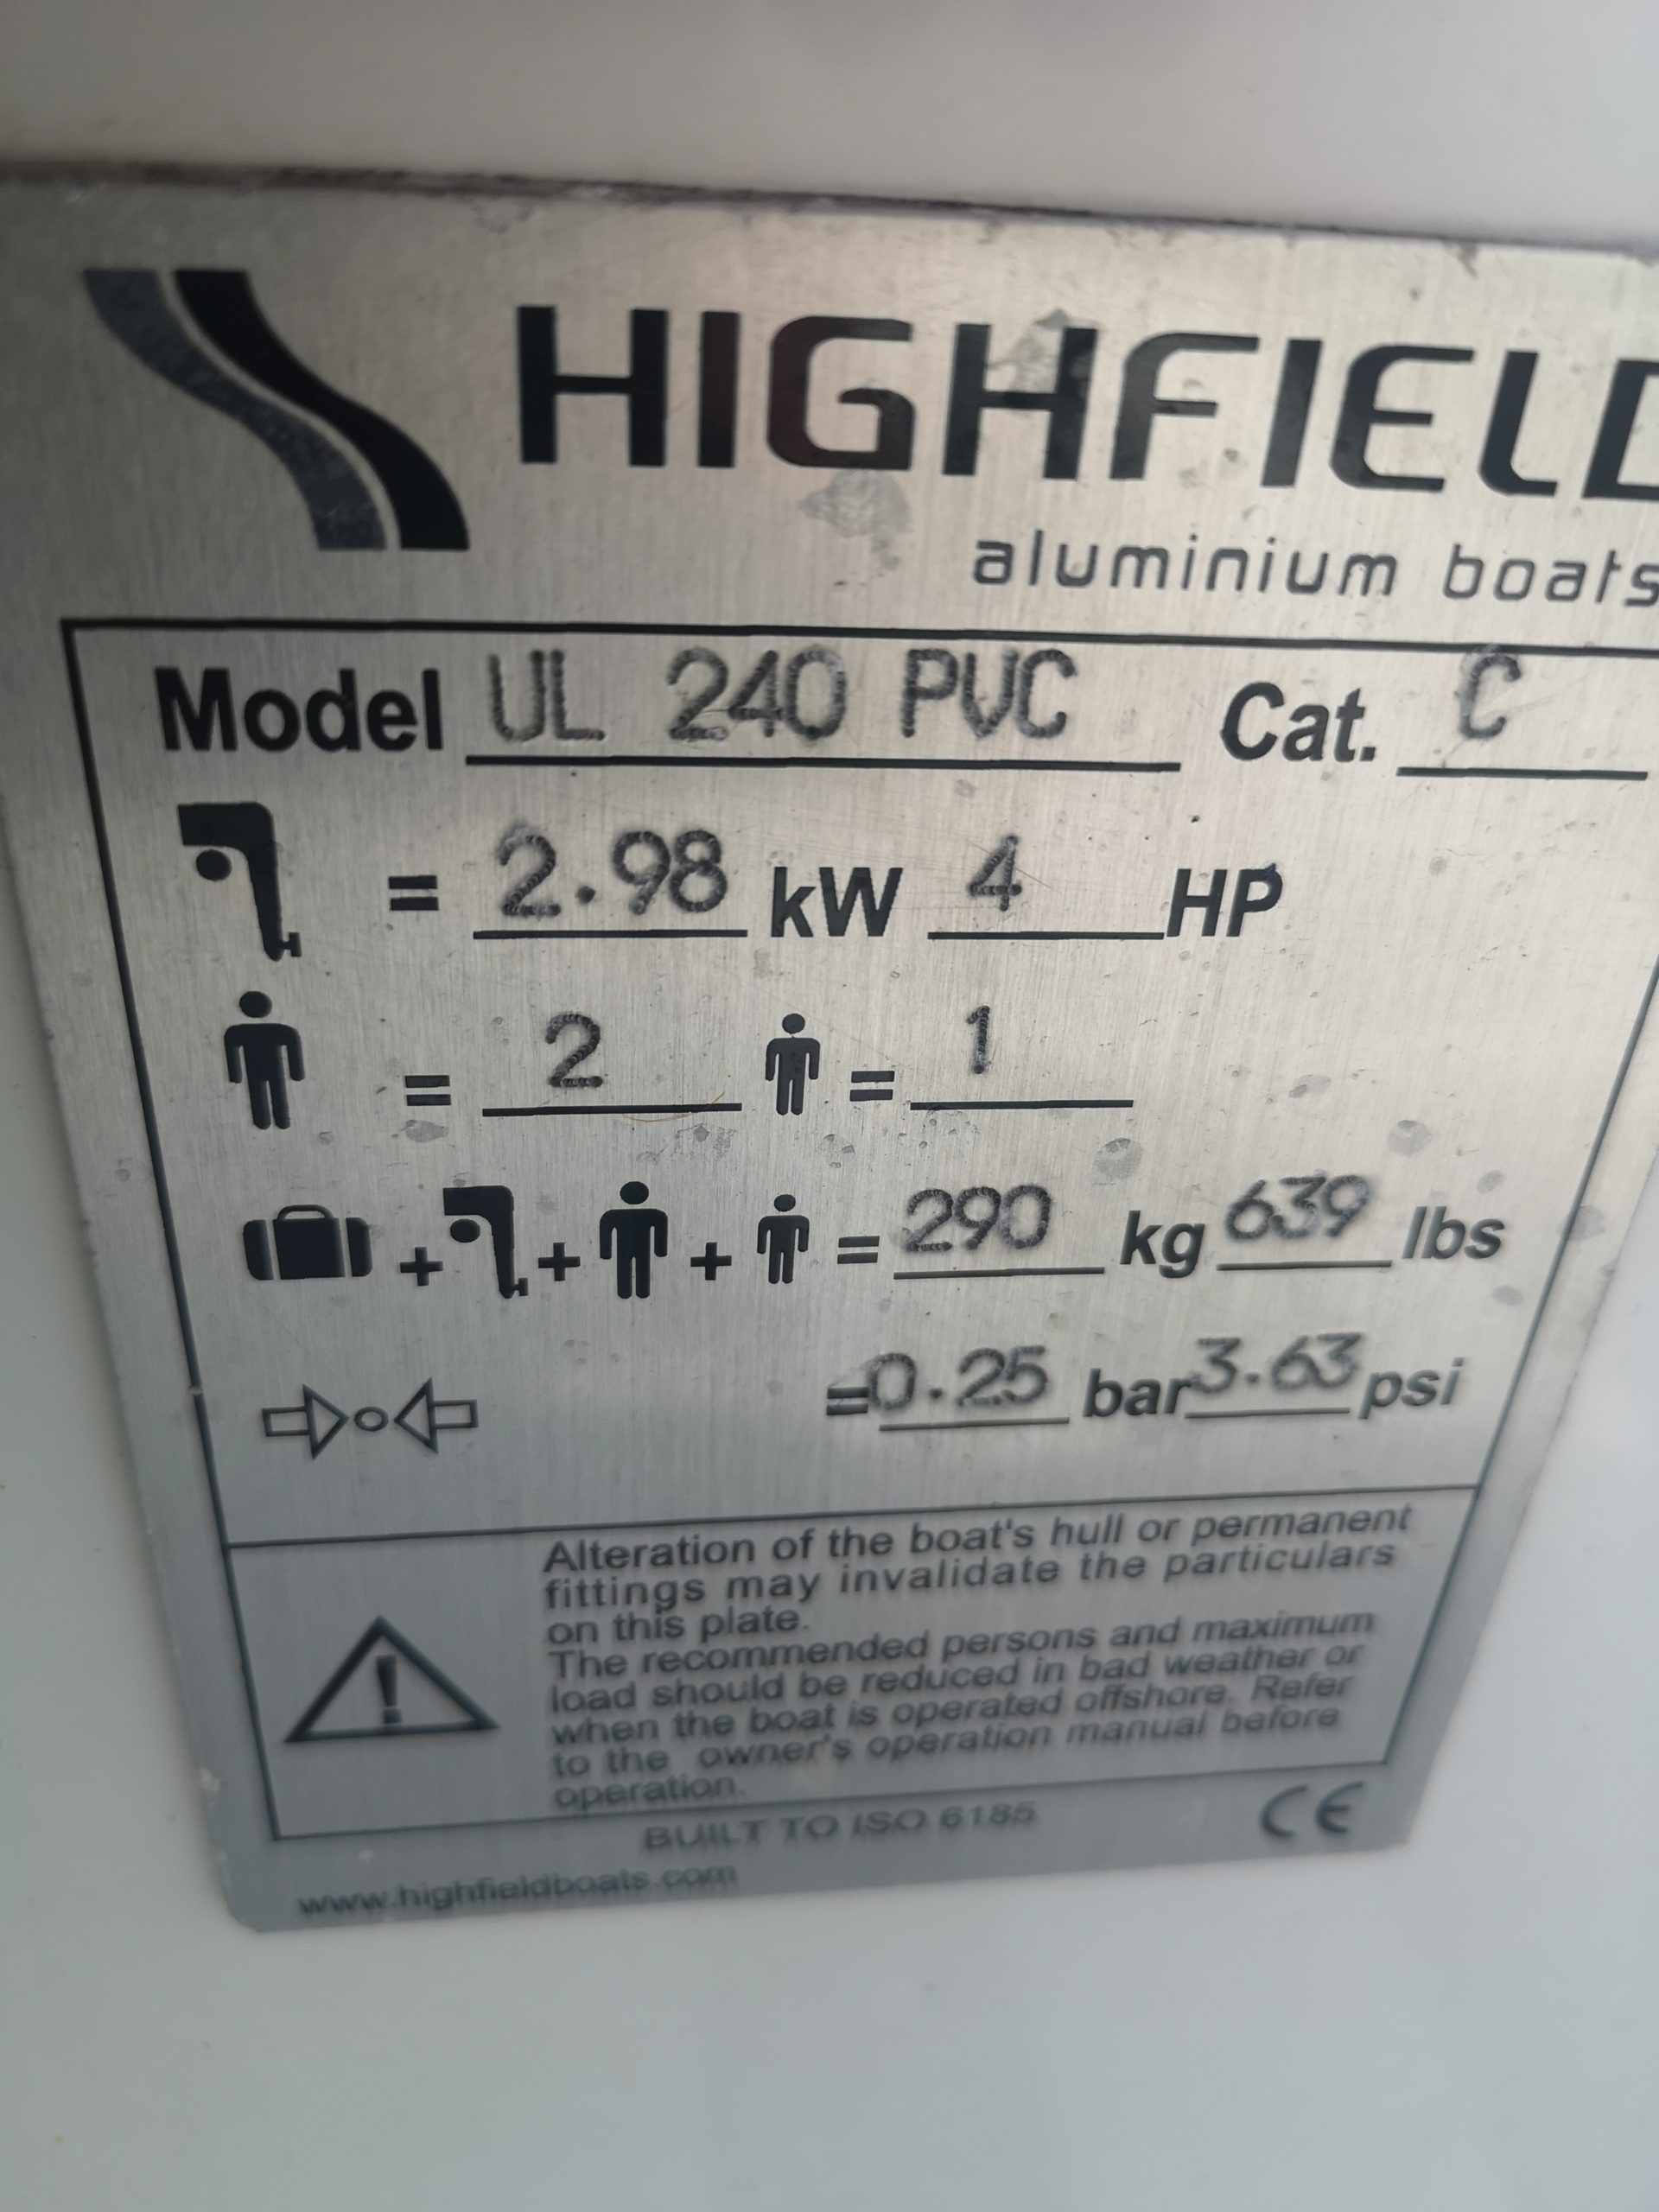 HIGHFIELD
aluminium boats
Model UL 240 PVC Cat. C
= 2.98 kW 4 HP
= 2 = 1
+ + + = 290 kg 639 lbs
=0.25 bar 3.63 psi
Alteration of the boat's hull or permanent
fittings may invalidate the particulars
on this plate.
The recommended persons and maximum
load should be reduced in bad weather or
when the boat is operated offshore. Refer
to the owner's operation manual before
operation.
BUILT TO ISO 6185
CE
www.highfieldboats.com